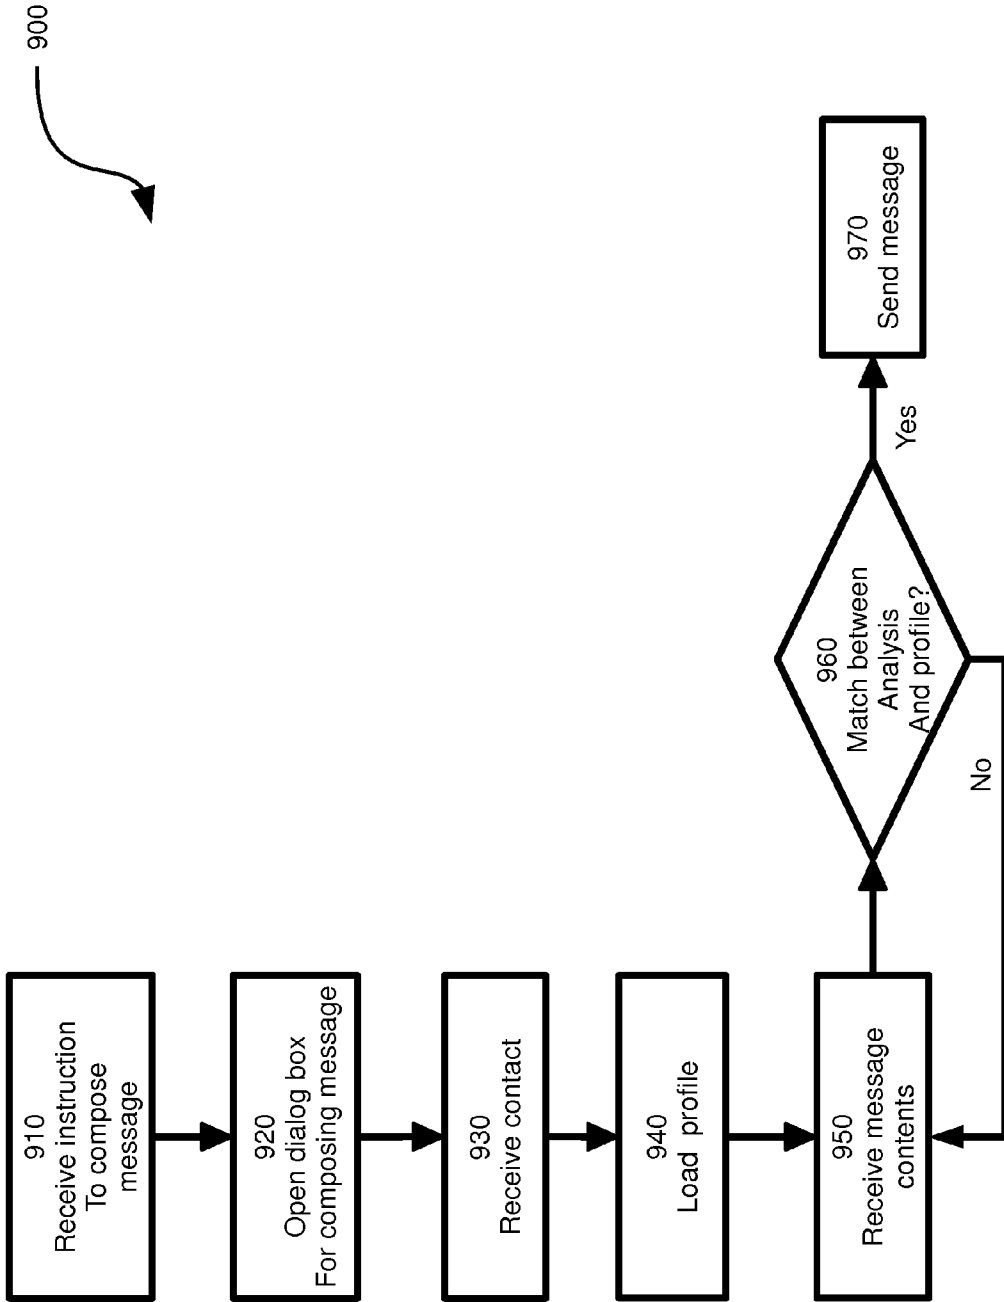 900
910
Receive instruction
To compose
message
920
Open dialog box
For composing message
930
Receive contact
940
Load profile
950
Receive message
contents
960
Match between
Analysis
And profile?
Yes
No
970
Send message